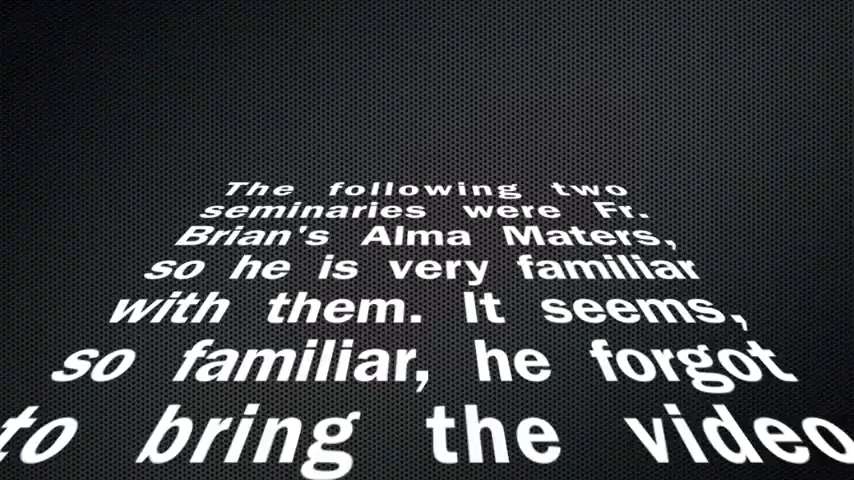 The following two
seminaries were Fr.
Brian's Alma Maters,
so he is very familiar
with them. It seems,
so familiar, he forgot
to bring the video